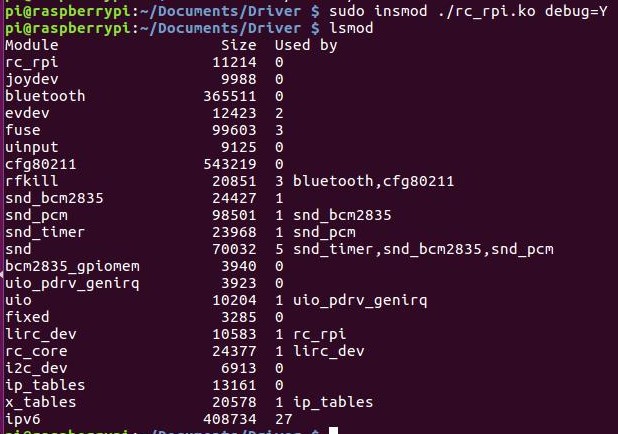 pi@raspberrypi:~/Documents/Driver $ sudo insmod ./rc_rpi.ko debug=Y
pi@raspberrypi:~/Documents/Driver $ lsmod
Module Size Used by
rc_rpi 11214 0
joydev 9988 0
bluetooth 365511 0
evdev 12423 2
fuse 99603 3
uinput 9125 0
cfg80211 543219 0
rfkill 20851 3 bluetooth,cfg80211
snd_bcm2835 24427 1
snd_pcm 98501 1 snd_bcm2835
snd_timer 23968 1 snd_pcm
snd 70032 5 snd_timer,snd_bcm2835,snd_pcm
bcm2835_gpiomem 3940 0
uio_pdrv_genirq 3923 0
uio 10204 1 uio_pdrv_genirq
fixed 3285 0
lirc_dev 10583 1 rc_rpi
rc_core 24377 1 lirc_dev
i2c_dev 6913 0
ip_tables 13161 0
x_tables 20578 1 ip_tables
ipv6 408734 27
pi@raspberrypi:~/Documents/Driver $